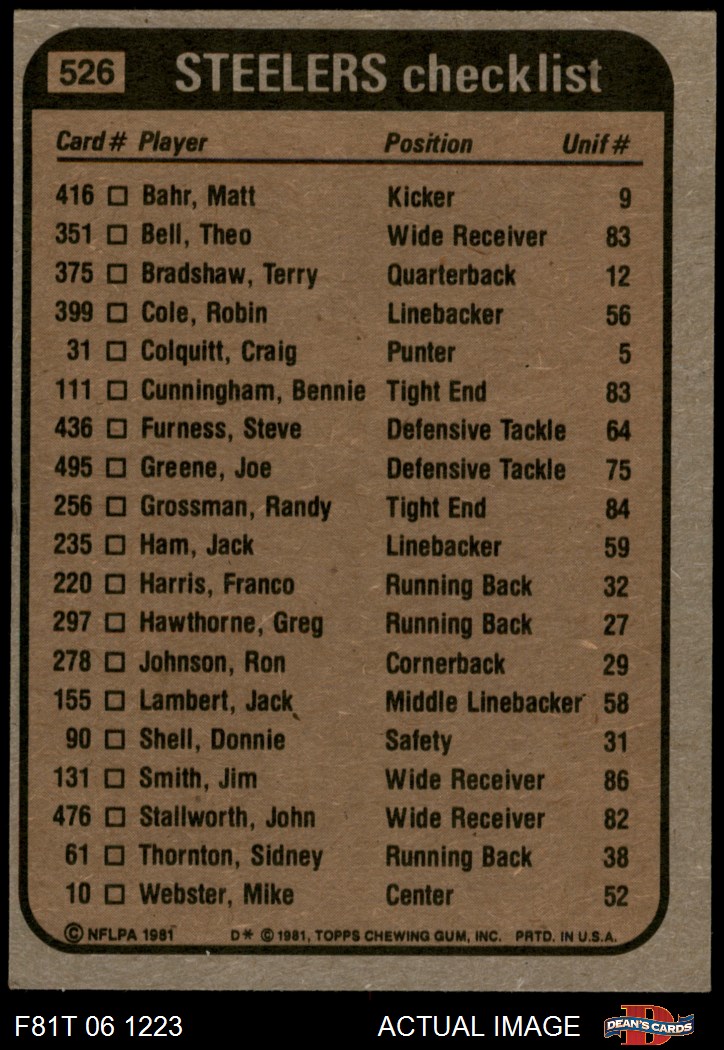 526 STEELERS checklist
Card # Player Position Unif #
416 Bahr, Matt Kicker 9
351 Bell, Theo Wide Receiver 83
375 Bradshaw, Terry Quarterback 12
399 Cole, Robin Linebacker 56
31 Colquitt, Craig Punter 5
111 Cunningham, Bennie Tight End 83
436 Furness, Steve Defensive Tackle 64
495 Greene, Joe Defensive Tackle 75
256 Grossman, Randy Tight End 84
235 Ham, Jack Linebacker 59
220 Harris, Franco Running Back 32
297 Hawthorne, Greg Running Back 27
278 Johnson, Ron Cornerback 29
155 Lambert, Jack Middle Linebacker 58
90 Shell, Donnie Safety 31
131 Smith, Jim Wide Receiver 86
476 Stallworth, John Wide Receiver 82
61 Thornton, Sidney Running Back 38
10 Webster, Mike Center 52
© NFLPA 1981 D* © 1981, TOPPS CHEWING GUM, INC. PRTD. IN U.S.A.
F81T 06 1223 ACTUAL IMAGE D DEAN'S CARDS